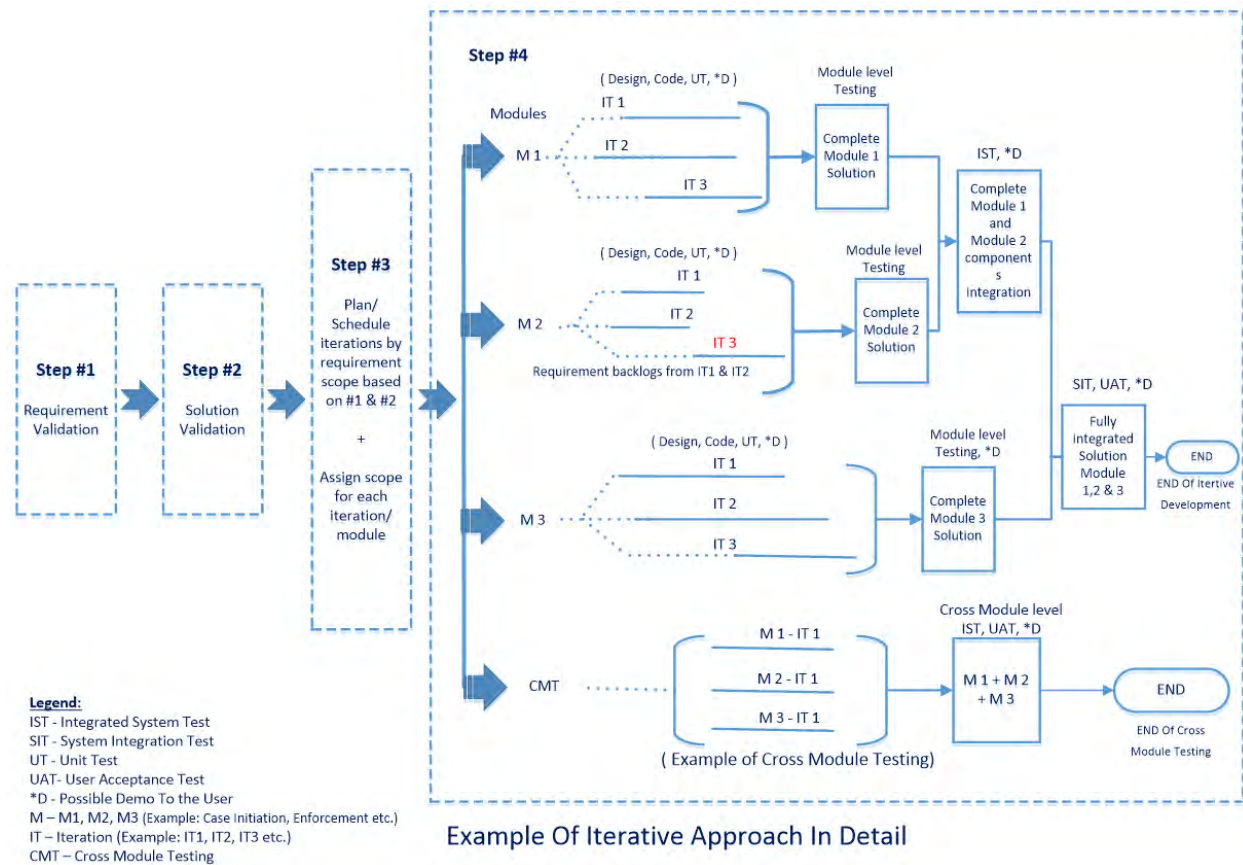 Step #1
Requirement
Validation
Step #2
Solution
Validation
Step #3
Plan/
Schedule
iterations by
requirement
scope based
on #1 & #2
+
Assign scope
for each
iteration/
module
Step #4
Modules
( Design, Code, UT, *D )
M 1
IT 1
IT 2
IT 3
Module level
Testing
Complete
Module 1
Solution
IST, *D
Complete
Module 1
and
Module 2
component
s
Integration
( Design, Code, UT, *D )
M 2
IT 1
IT 2
IT 3
Requirement backlogs from IT1 & IT2
Module level
Testing
Complete
Module 2
Solution
SIT, UAT, *D
Fully
Integrated
Solution
Module
1,2 & 3
END
END Of Itertive
Development
( Design, Code, UT, *D )
M 3
IT 1
IT 2
IT 3
Module level
Testing, *D
Complete
Module 3
Solution
CMT
M 1 - IT 1
M 2 - IT 1
M 3 - IT 1
( Example of Cross Module Testing)
Cross Module level
IST, UAT, *D
M 1 + M 2
+ M 3
END
END Of Cross
Module Testing
Legend:
IST - Integrated System Test
SIT - System Integration Test
UT - Unit Test
UAT- User Acceptance Test
*D - Possible Demo To the User
M – M1, M2, M3 (Example: Case Initiation, Enforcement etc.)
IT – Iteration (Example: IT1, IT2, IT3 etc.)
CMT – Cross Module Testing
Example Of Iterative Approach In Detail